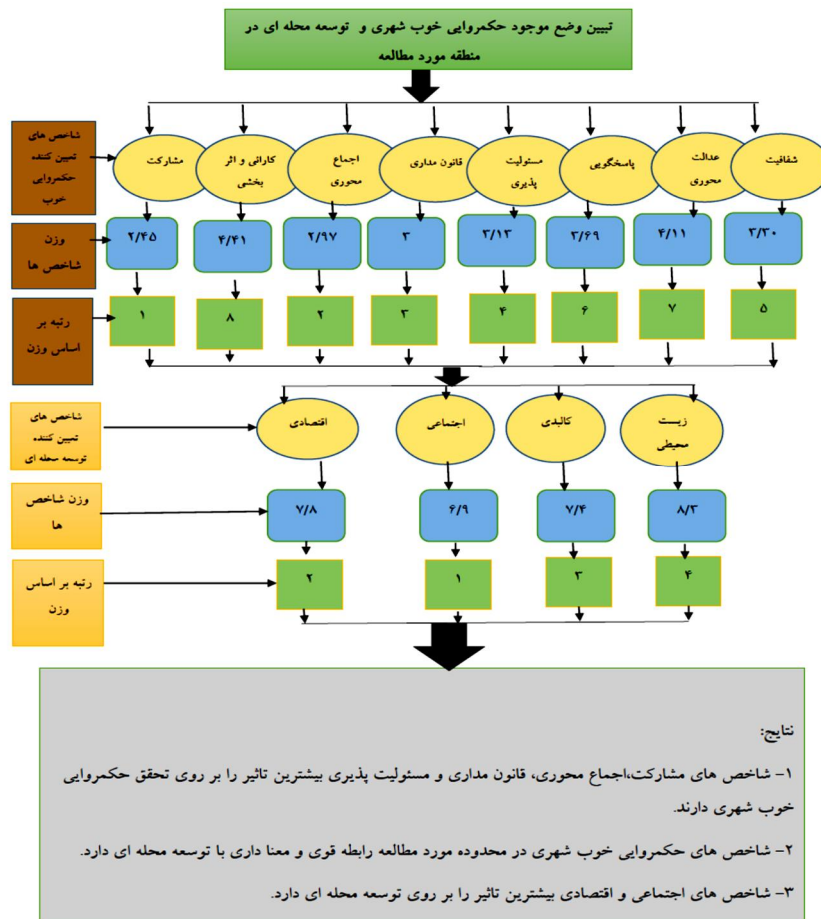 تبیین وضع موجود حکمروایی خوب شهری و توسعه محله ای در
منطقه مورد مطالعه
شاخص های
تعیین کننده
حکمروایی
خوب
شفافیت
عدالت
محوری
پاسخگویی
مسئولیت
پذیری
قانون مداری
اجماع
محوری
کارائی و اثر
بخشی
مشارکت
وزن
شاخص ها
۳/۳۰
۴/۱۱
۳/۶۹
۳/۱۳
۳
۲/۹۷
۴/۴۱
۲/۴۵
رتبه بر
اساس وزن
۵
۷
۶
۴
۳
۲
۸
۱
شاخص های
تعیین کننده
توسعه محله ای
زیست
محیطی
کالبدی
اجتماعی
اقتصادی
وزن شاخص
ها
۸/۳
۷/۴
۶/۹
۷/۸
رتبه بر اساس
وزن
۴
۳
۱
۲
نتایج:
۱- شاخص های مشارکت،اجماع محوری، قانون مداری و مسئولیت پذیری بیشترین تاثیر را بر روی تحقق حکمروایی
خوب شهری دارند.
۲- شاخص های حکمروایی خوب شهری در محدوده مورد مطالعه رابطه قوی و معنا داری با توسعه محله ای دارد.
۳- شاخص های اجتماعی و اقتصادی بیشترین تاثیر را بر روی توسعه محله ای دارد.